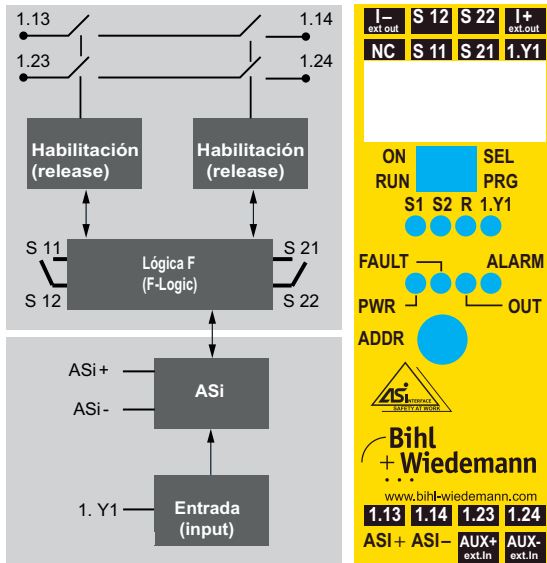 1.13
1.14
1.23
1.24
Habilitación
(release)
Habilitación
(release)
S 11
S 12
Lógica F
(F-Logic)
S 21
S 22
ASi+
ASi-
ASi
1. Y1
Entrada
(input)
I− S 12 S 22 I+
ext out ext.out
NC S 11 S 21 1.Y1
ON SEL
RUN PRG
S1 S2 R 1.Y1
FAULT ALARM
PWR OUT
ADDR
ASi INTERFACE
SAFETY AT WORK
Bihl
+ Wiedemann
www.bihl-wiedemann.com
1.13 1.14 1.23 1.24
ASI+ ASI− AUX+ AUX-
ext.In ext.In